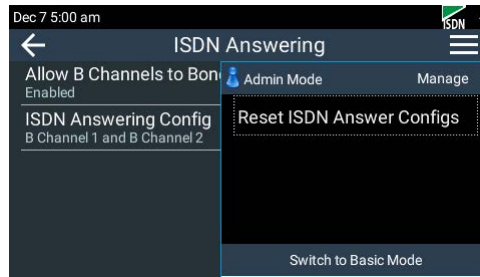 Dec 7 5:00 am
ISDN
ISDN Answering
Allow B Channels to Bon
Enabled
ISDN Answering Config
B Channel 1 and B Channel 2
Admin Mode
Manage
Reset ISDN Answer Configs
Switch to Basic Mode